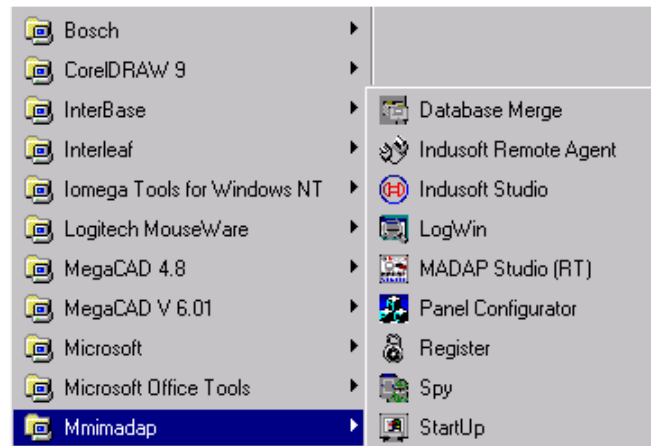 Bosch
CorelDRAW 9
InterBase
Interleaf
Iomega Tools for Windows NT
Logitech MouseWare
MegaCAD 4.8
MegaCAD V 6.01
Microsoft
Microsoft Office Tools
Mmimadap
Database Merge
Indusoft Remote Agent
Indusoft Studio
LogWin
MADAP Studio (RT)
Panel Configurator
Register
Spy
StartUp